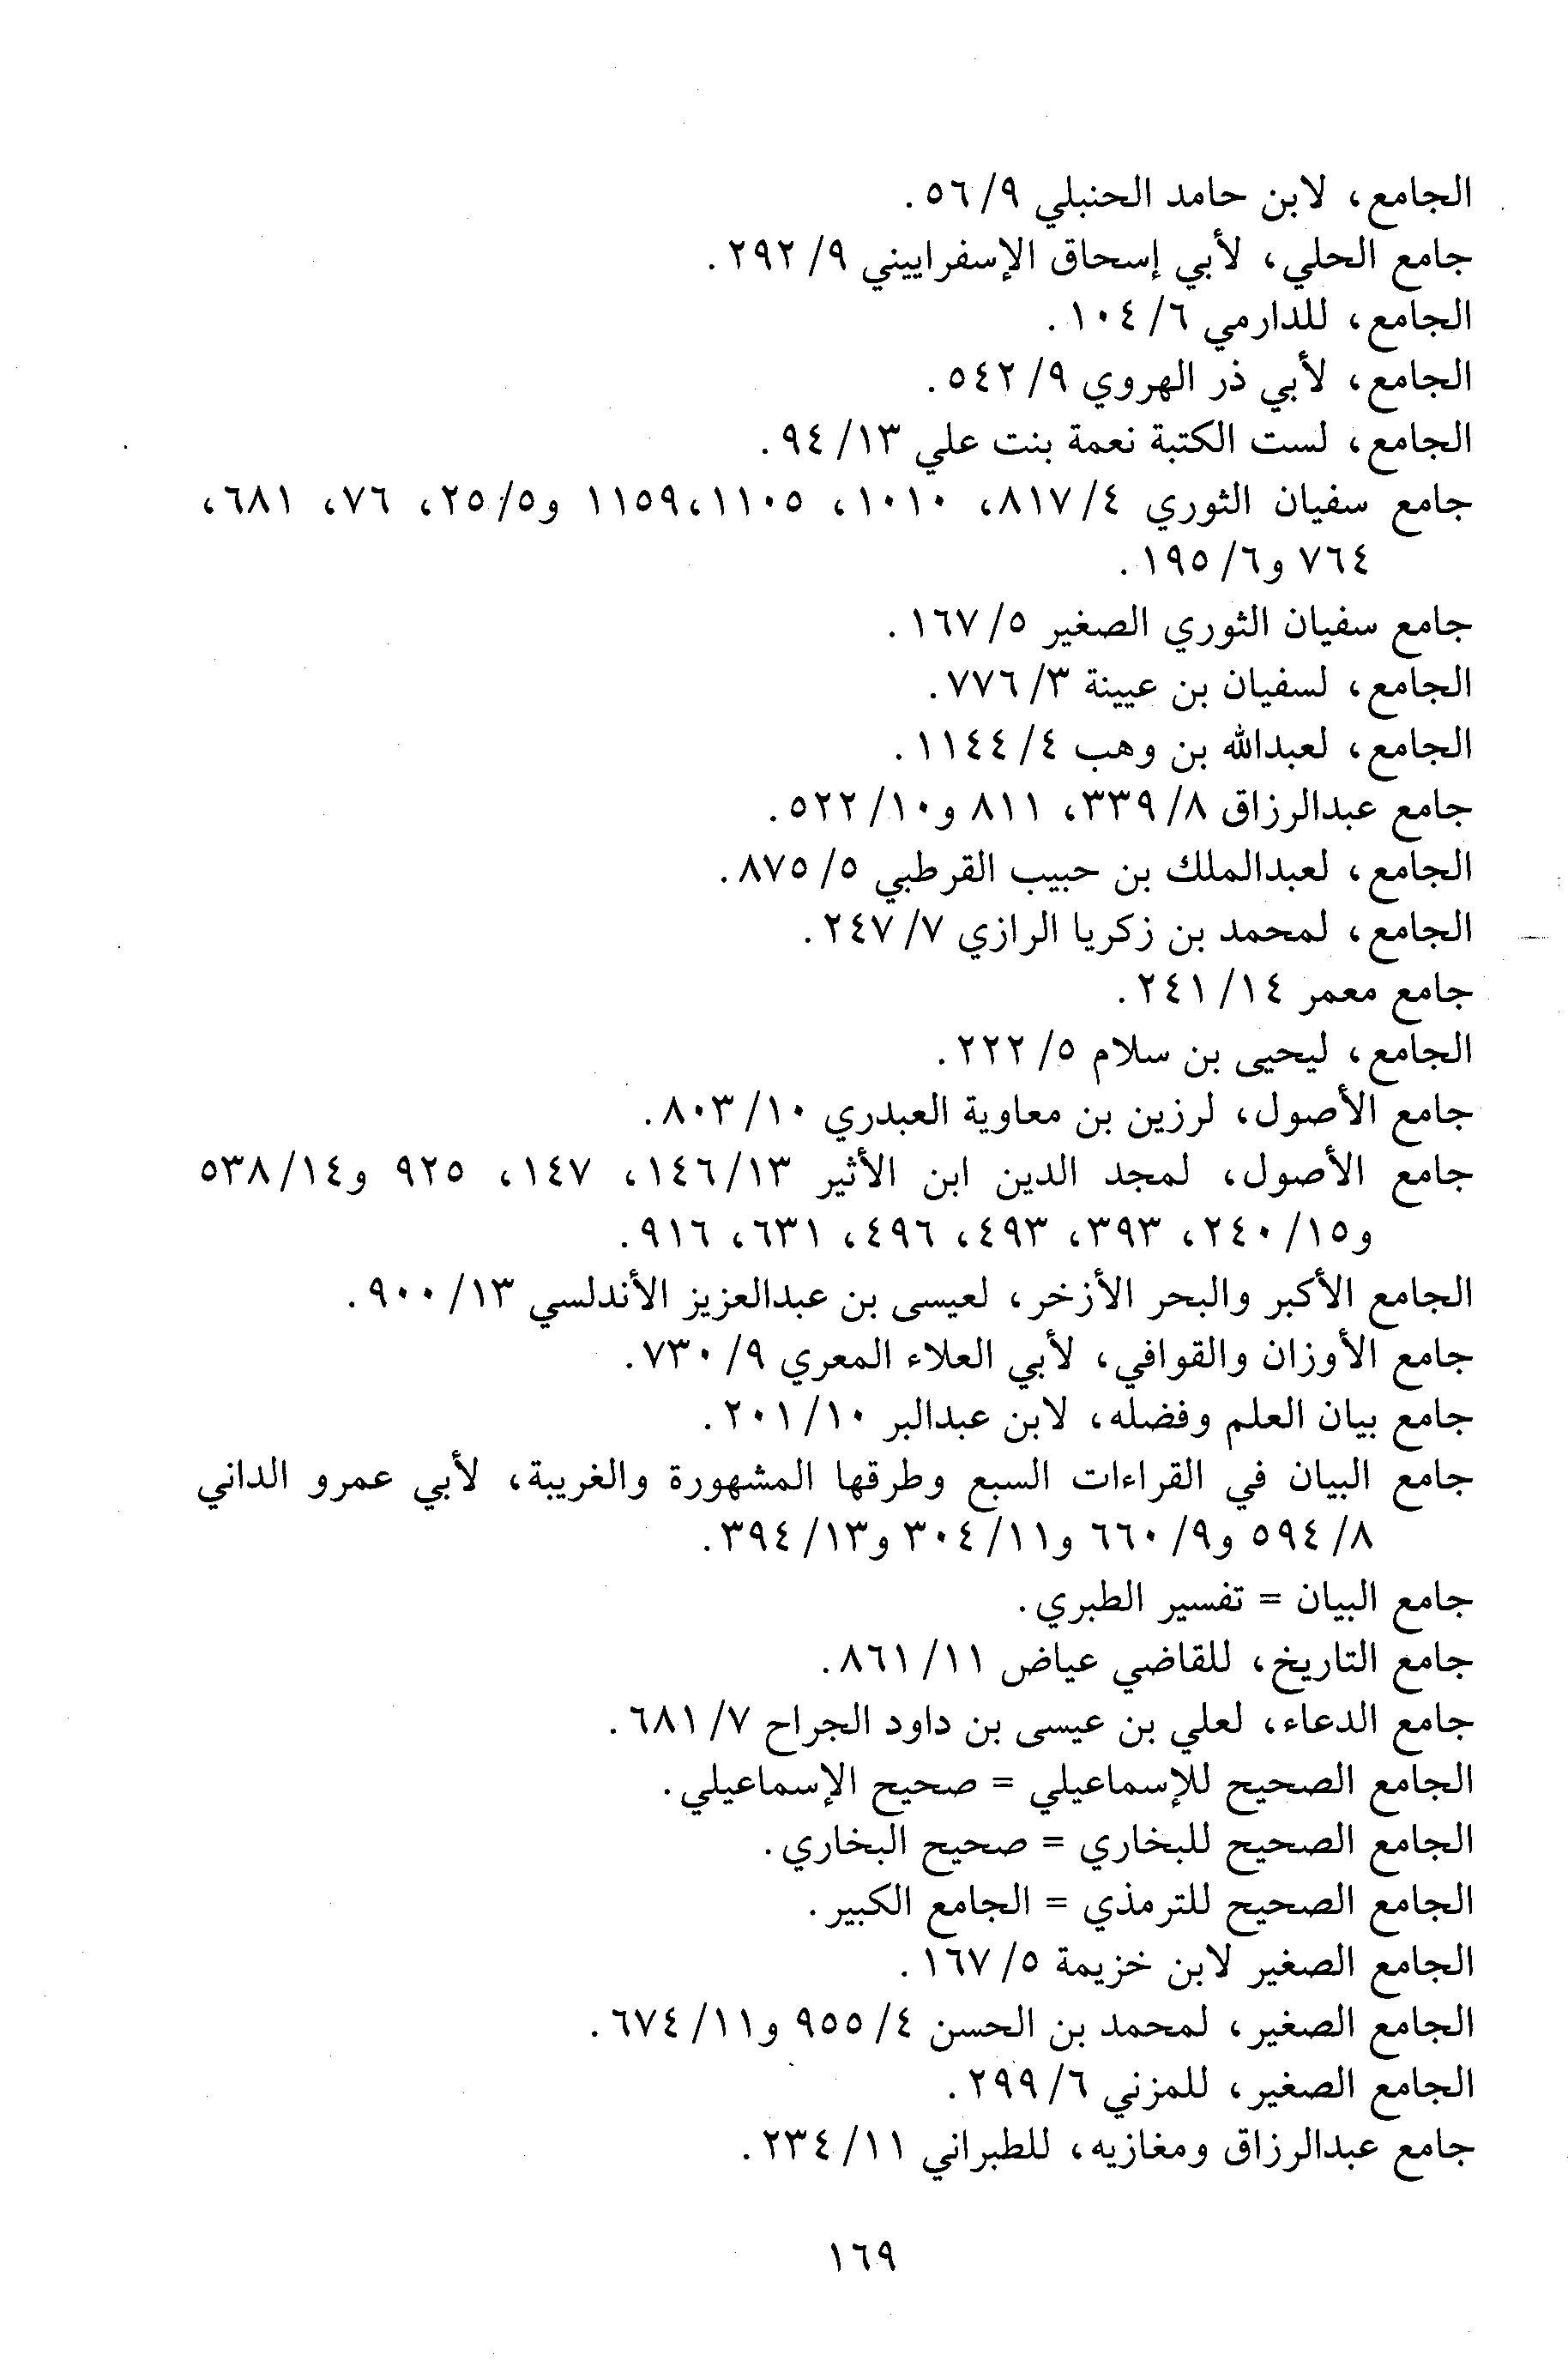 الجامع، لابن حامد الحنبلي ٩/ ٥٦.
جامع الحلي، لأبي إسحاق الإسفراييني ٩/ ٢٩٢.
الجامع، للدارمي ٦/ ١٠٤.
الجامع، لأبي ذر الهروي ٩/ ٥٤٢.
الجامع، لست الكتبة نعمة بنت علي ١٣/ ٩٤.
جامع سفيان الثوري ٤/ ٨١٧، ١٠١٠، ١١٠٥،١١٥٩ و٥/ ٢٥، ٧٦، ٦٨١،
٧٦٤ و٦/ ١٩٥.
جامع سفيان الثوري الصغير ٥/ ١٦٧.
الجامع، لسفيان بن عيينة ٣/ ٧٧٦.
الجامع، لعبدالله بن وهب ٤/ ١١٤٤.
جامع عبدالرزاق ٨/ ٣٣٩، ٨١١ و١٠/ ٥٢٢.
الجامع، لعبدالملك بن حبيب القرطبي ٥/ ٨٧٥.
الجامع، لمحمد بن زكريا الرازي ٧/ ٢٤٧.
جامع معمر ١٤/ ٢٤١.
الجامع، ليحيى بن سلام ٥/ ٢٢٢.
جامع الأصول، لرزين بن معاوية العبدري ١٠/ ٨٠٣.
جامع الأصول، لمجد الدين ابن الأثير ١٣/ ١٤٦، ١٤٧، ٩٢٥ و١٤/ ٥٣٨
و١٥/ ٢٤٠، ٣٩٣، ٤٩٣، ٤٩٦، ٦٣١، ٩١٦.
الجامع الأكبر والبحر الأزخر، لعيسى بن عبدالعزيز الأندلسي ١٣/ ٩٠٠.
جامع الأوزان والقوافي، لأبي العلاء المعري ٩/ ٧٣٠.
جامع بيان العلم وفضله، لابن عبدالبر ١٠/ ٢٠١.
جامع البيان في القراءات السبع وطرقها المشهورة والغريبة، لأبي عمرو الداني
٨/ ٥٩٤ و٩/ ٦٦٠ و١١/ ٣٠٤ و١٣/ ٣٩٤.
جامع البيان = تفسير الطبري.
جامع التاريخ، للقاضي عياض ١١/ ٨٦١.
جامع الدعاء، لعلي بن عيسى بن داود الجراح ٧/ ٦٨١.
الجامع الصحيح للإسماعيلي = صحيح الإسماعيلي.
الجامع الصحيح للبخاري = صحيح البخاري.
الجامع الصحيح للترمذي = الجامع الكبير.
الجامع الصغير لابن خزيمة ٥/ ١٦٧.
الجامع الصغير، لمحمد بن الحسن ٤/ ٩٥٥ و١١/ ٦٧٤.
الجامع الصغير، للمزني ٦/ ٢٩٩.
جامع عبدالرزاق ومغازيه، للطبراني ١١/ ٢٣٤.
١٦٩